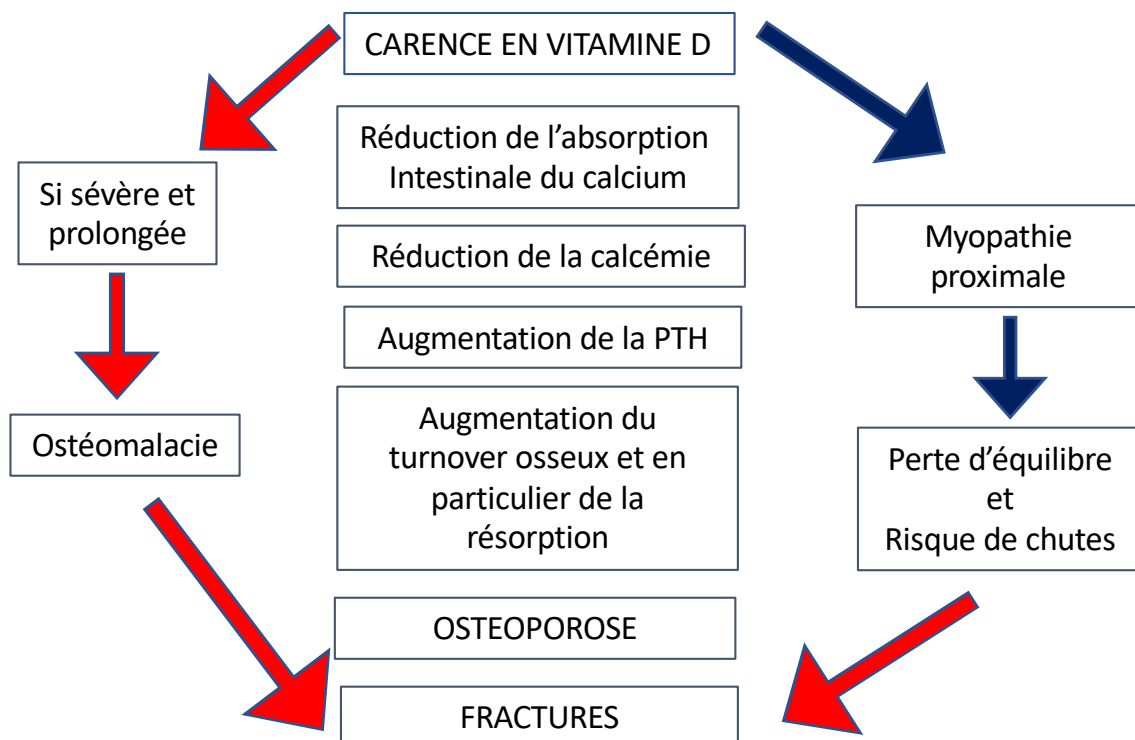 CARENCE EN VITAMINE D
Réduction de l’absorption
Intestinale du calcium
Si sévère et
prolongée
Réduction de la calcémie
Myopathie
proximale
Augmentation de la PTH
Ostéomalacie
Augmentation du
turnover osseux et en
particulier de la
résorption
Perte d’équilibre
et
Risque de chutes
OSTEOPOROSE
FRACTURES